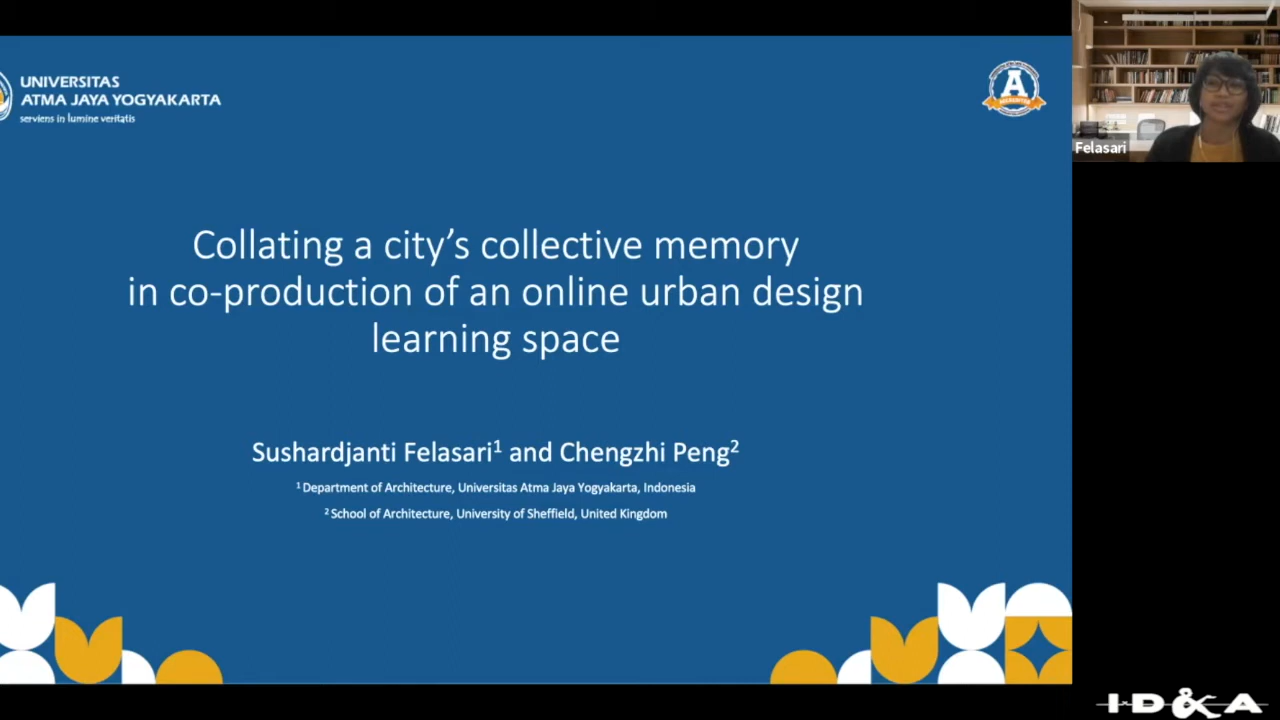 UNIVERSITAS
ATMA JAYA YOGYAKARTA
serviens in lumine veritatis
A
Felasari
Collating a city's collective memory
in co-production of an online urban design
learning space
Sushardjanti Felasari¹ and Chengzhi Peng²
¹ Department of Architecture, Universitas Atma Jaya Yogyakarta, Indonesia
² School of Architecture, University of Sheffield, United Kingdom
ID&A